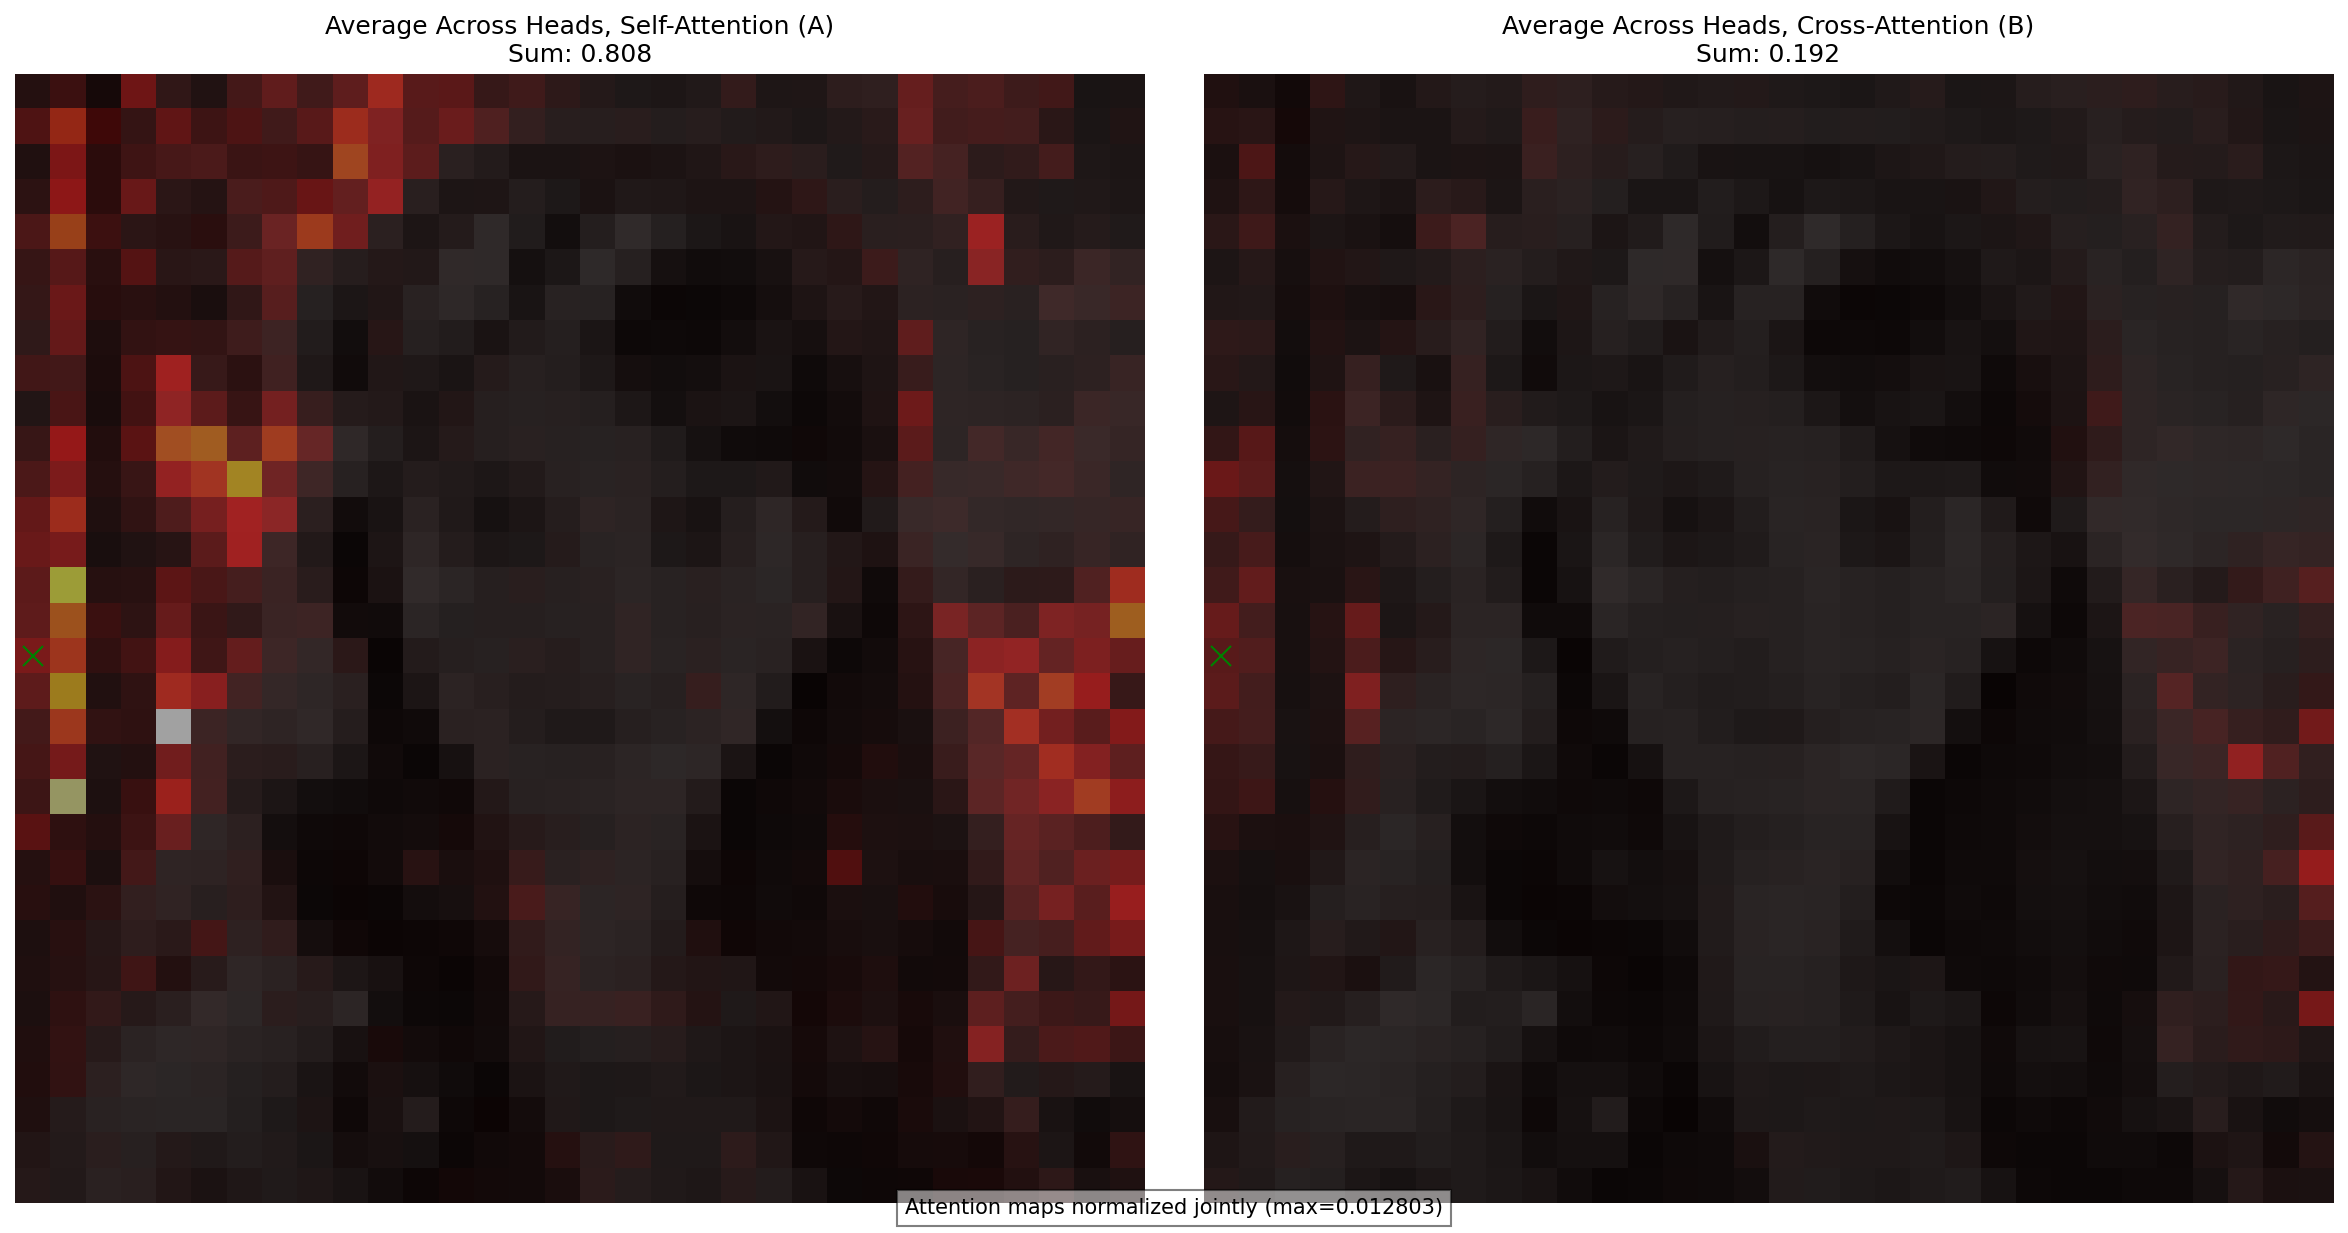 Average Across Heads, Self-Attention (A)
Sum: 0.808
Average Across Heads, Cross-Attention (B)
Sum: 0.192
Attention maps normalized jointly (max=0.012803)